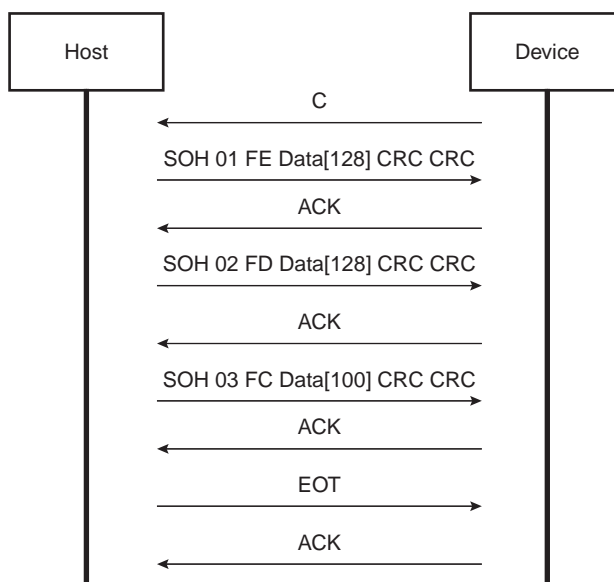 Host
Device
C
SOH 01 FE Data[128] CRC CRC
ACK
SOH 02 FD Data[128] CRC CRC
ACK
SOH 03 FC Data[100] CRC CRC
ACK
EOT
ACK